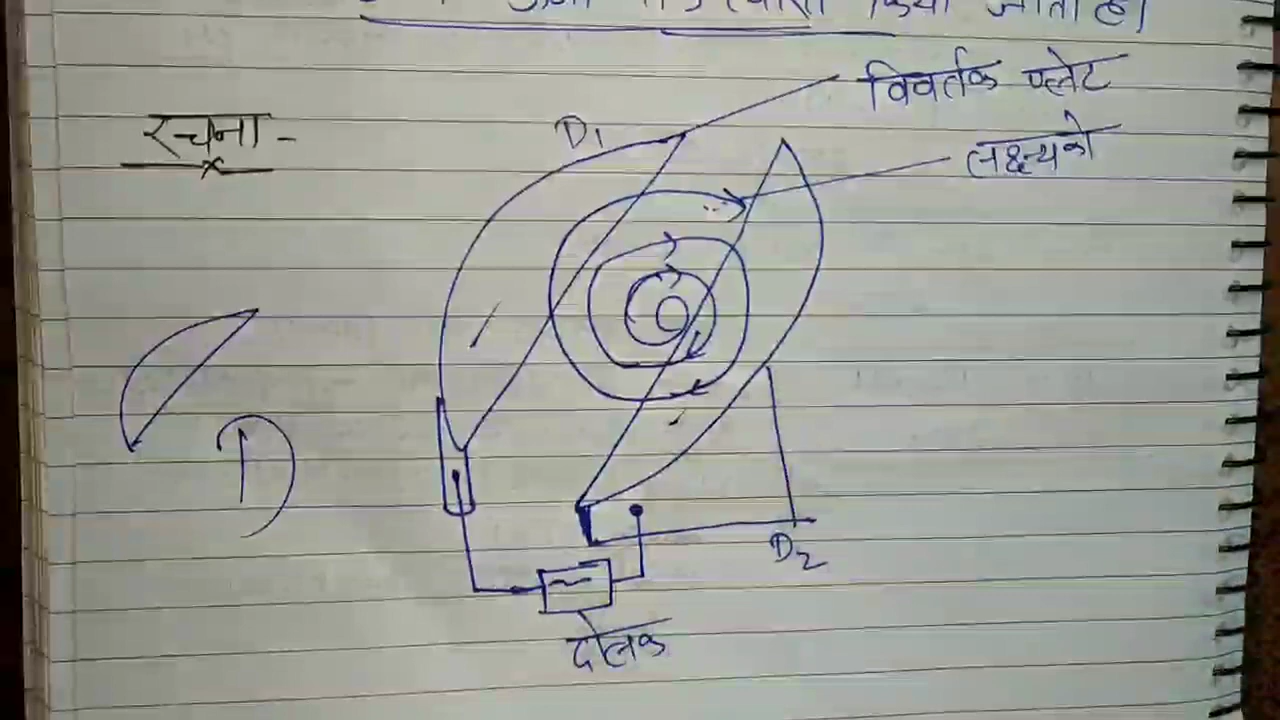 किया जाता है।
विवर्तक प्लेट
रचना -
D1
लक्ष्य को
D
D2
दोलक